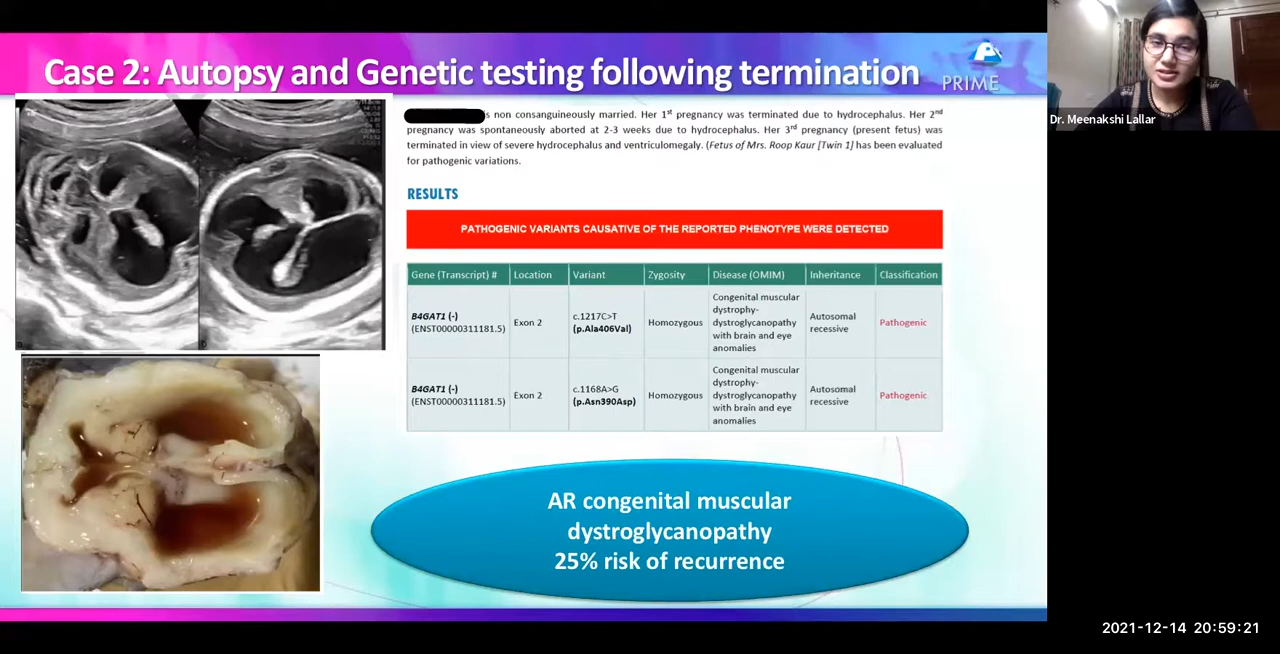 Case 2: Autopsy and Genetic testing following termination
PRIME
Dr. Meenakshi Lallar
s non consanguineously married. Her 1st pregnancy was terminated due to hydrocephalus. Her 2nd
pregnancy was spontaneously aborted at 2-3 weeks due to hydrocephalus. Her 3rd pregnancy (present fetus) was
terminated in view of severe hydrocephalus and ventriculomegaly. (Fetus of Mrs. Roop Kaur [Twin 1] has been evaluated
for pathogenic variations.
RESULTS
PATHOGENIC VARIANTS CAUSATIVE OF THE REPORTED PHENOTYPE WERE DETECTED
Gene (Transcript) # Location Variant Zygosity Disease (OMIM) Inheritance Classification
B4GAT1 (-)
(ENST00000311181.5)
Exon 2
c.1217C>T
(p.Ala406Val)
Homozygous
Congenital muscular
dystrophy-
dystroglycanopathy
with brain and eye
anomalies
Autosomal
recessive
Pathogenic
B4GAT1 (-)
(ENST00000311181.5)
Exon 2
c.1168A>G
(p.Asn390Asp)
Homozygous
Congenital muscular
dystrophy-
dystroglycanopathy
with brain and eye
anomalies
Autosomal
recessive
Pathogenic
AR congenital muscular
dystroglycanopathy
25% risk of recurrence
2021-12-14 20:59:21